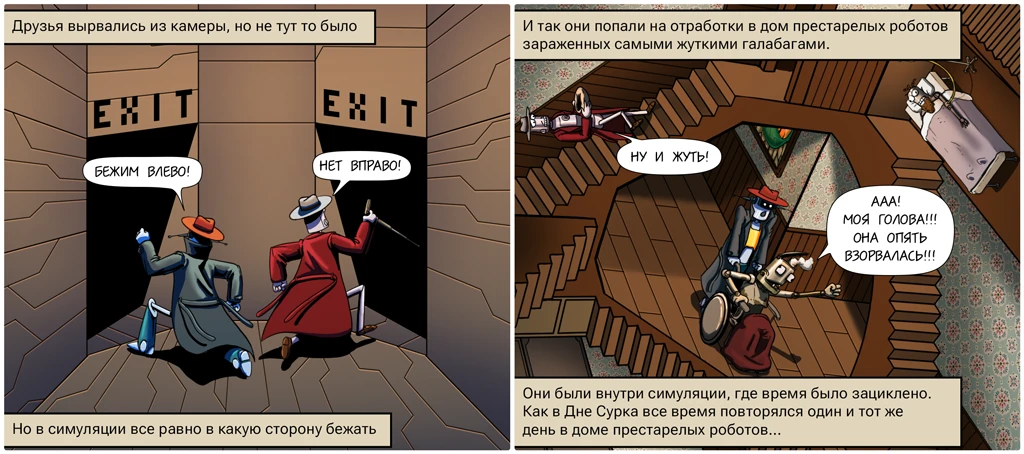 Друзья вырвались из камеры, но не тут то было
EXIT
EXIT
БЕЖИМ ВЛЕВО!
НЕТ ВПРАВО!
Но в симуляции все равно в какую сторону бежать
И так они попали на отработки в дом престарелых роботов
зараженных самыми жуткими галабагами.
НУ И ЖУТЬ!
ААА!
МОЯ ГОЛОВА!!!
ОНА ОПЯТЬ
ВЗОРВАЛАСЬ!!!
Они были внутри симуляции, где время было зациклено.
Как в Дне Сурка все время повторялся один и тот же
день в доме престарелых роботов...